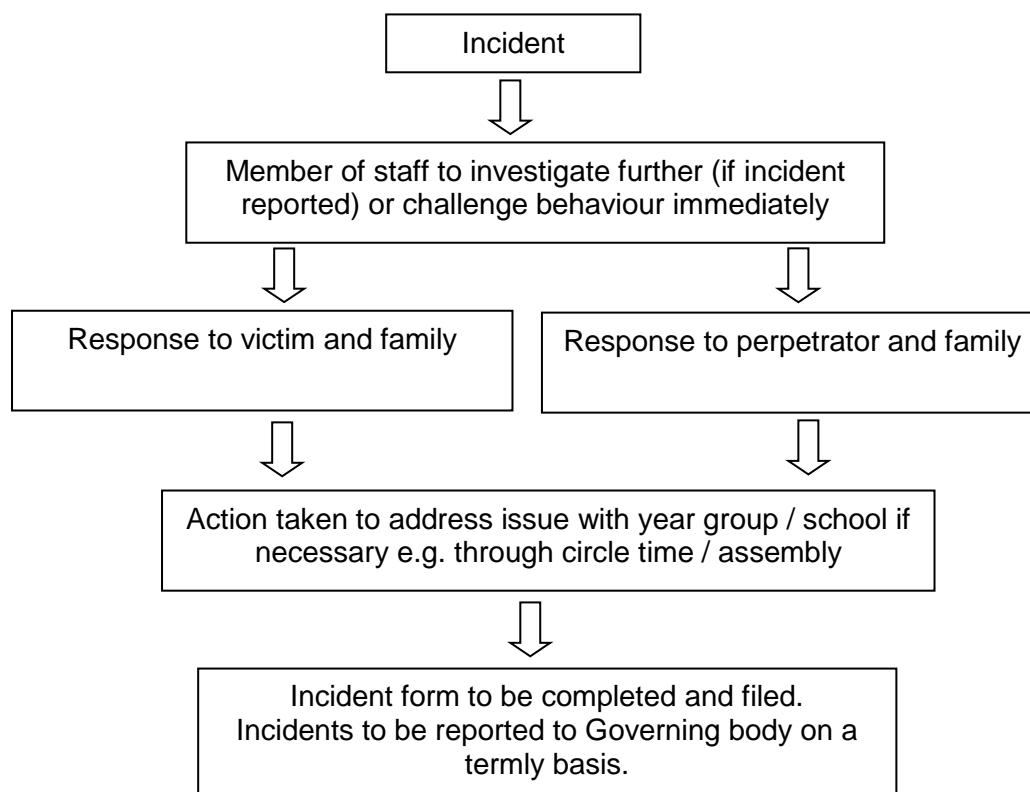 Incident
Member of staff to investigate further (if incident
reported) or challenge behaviour immediately
Response to victim and family
Response to perpetrator and family
Action taken to address issue with year group / school if
necessary e.g. through circle time / assembly
Incident form to be completed and filed.
Incidents to be reported to Governing body on a
termly basis.